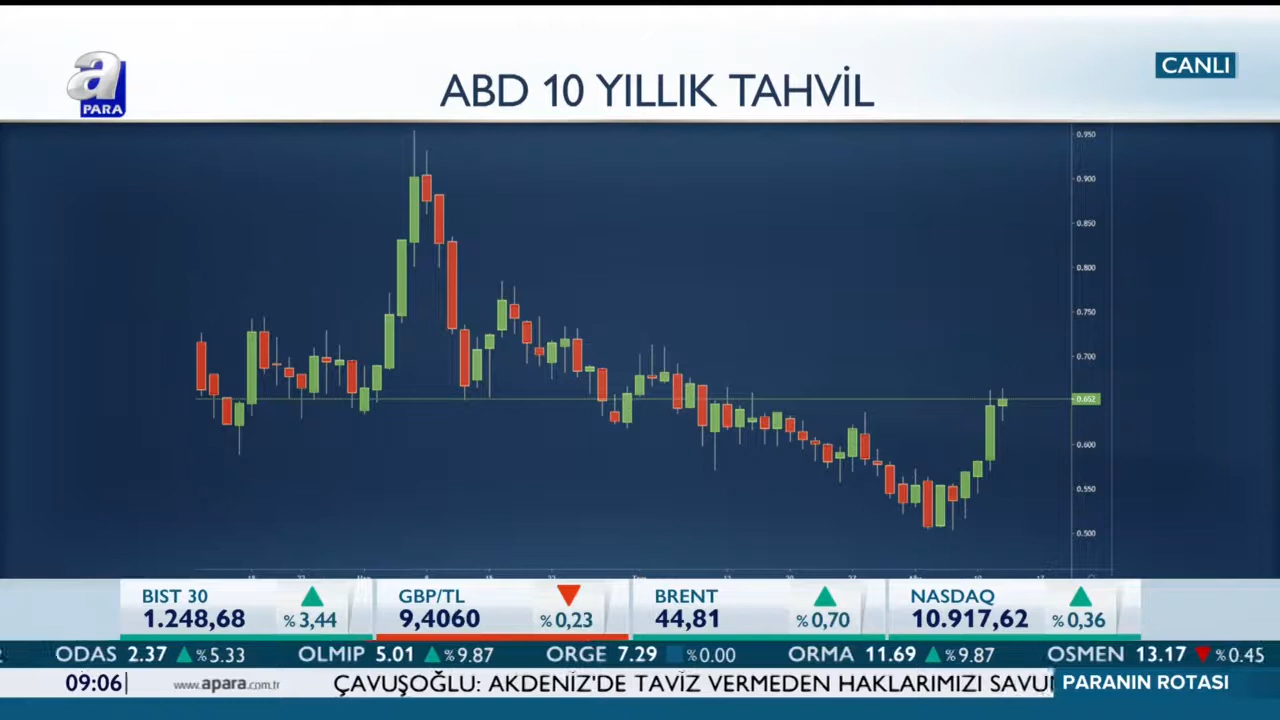 a
PARA
ABD 10 YILLIK TAHVİL
CANLI
0.950
0.900
0.850
0.800
0.750
0.700
0.652
0.600
0.550
0.500
BIST 30
1.248,68
%3,44
GBP/TL
9,4060
%0,23
BRENT
44,81
%0,70
NASDAQ
10.917,62
%0,36
ODAS 2.37 %5.33 OLMIP 5.01 %9.87 ORGE 7.29 %0.00 ORMA 11.69 %9.87 OSMEN 13.17 %0.45
09:06 www.apara.com.tr ÇAVUŞOĞLU: AKDENİZ'DE TAVİZ VERMEDEN HAKLARIMIZI SAVU
PARANIN ROTASI